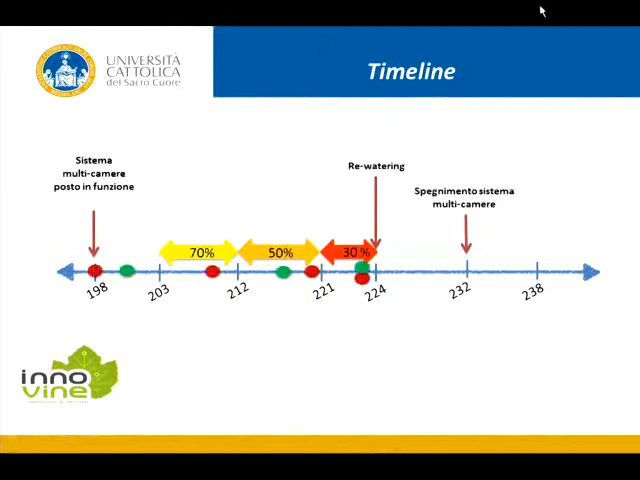 UNIVERSITÀ
CATTOLICA
del Sacro Cuore
Timeline
Sistema
multi-camere
posto in funzione
Re-watering
Spegnimento sistema
multi-camere
70%
50%
30 %
198
203
212
221
224
232
238
inno
vine